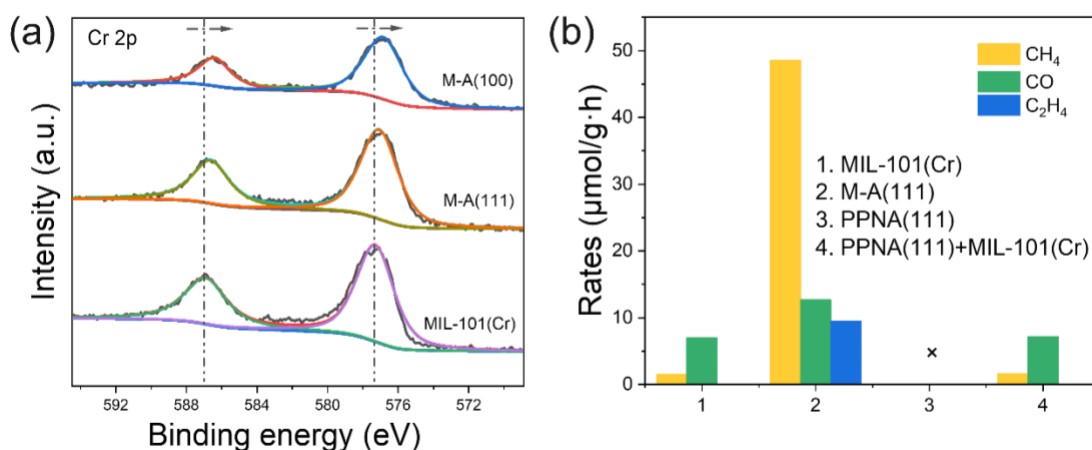 (a)
Cr 2p
M-A(100)
M-A(111)
MIL-101(Cr)
Intensity (a.u.)
592 588 584 580 576 572
Binding energy (eV)
(b)
50
40
30
20
10
0
Rates (μmol/g·h)
CH₄
CO
C₂H₄
1. MIL-101(Cr)
2. M-A(111)
3. PPNA(111)
4. PPNA(111)+MIL-101(Cr)
×
1 2 3 4